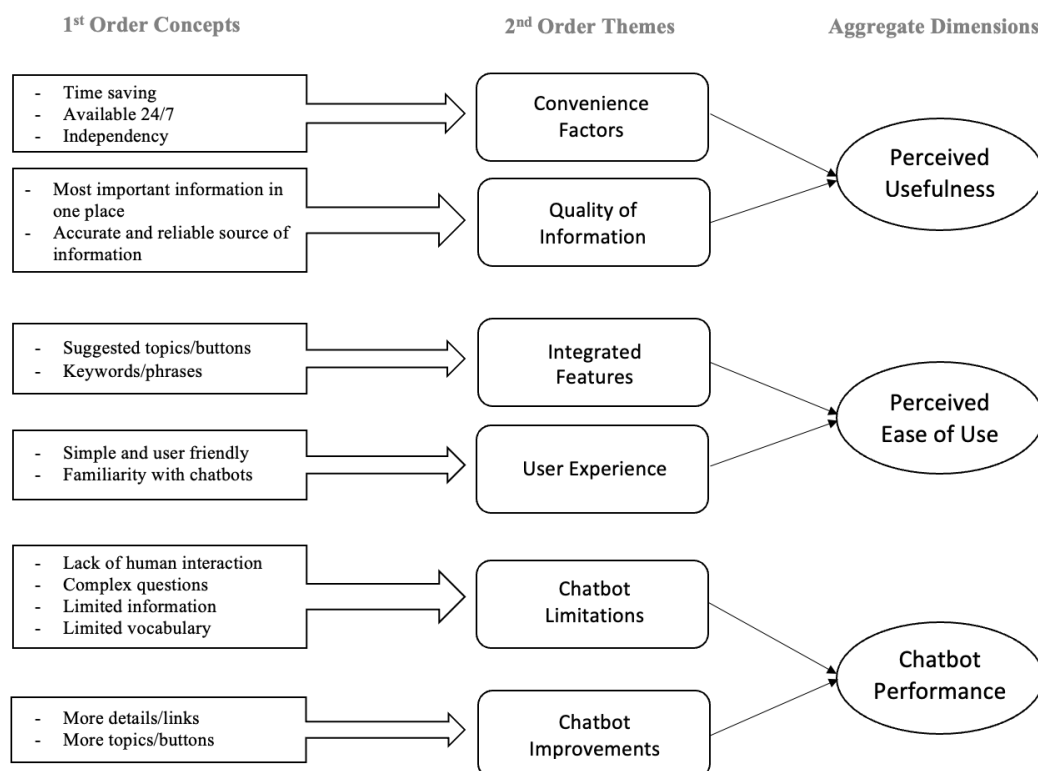 1st Order Concepts
2nd Order Themes
Aggregate Dimensions
- Time saving
- Available 24/7
- Independency
Convenience
Factors
- Most important information in
one place
- Accurate and reliable source of
information
Quality of
Information
Perceived
Usefulness
- Suggested topics/buttons
- Keywords/phrases
Integrated
Features
- Simple and user friendly
- Familiarity with chatbots
User Experience
Perceived
Ease of Use
- Lack of human interaction
- Complex questions
- Limited information
- Limited vocabulary
Chatbot
Limitations
- More details/links
- More topics/buttons
Chatbot
Improvements
Chatbot
Performance